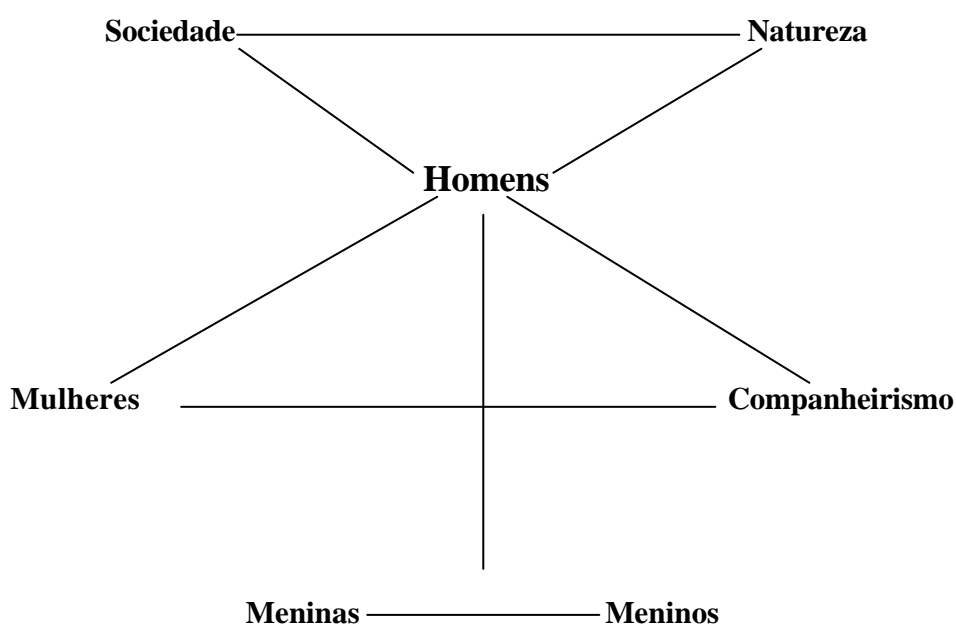 Sociedade Natureza
Homens
Mulheres Companheirismo
Meninas Meninos